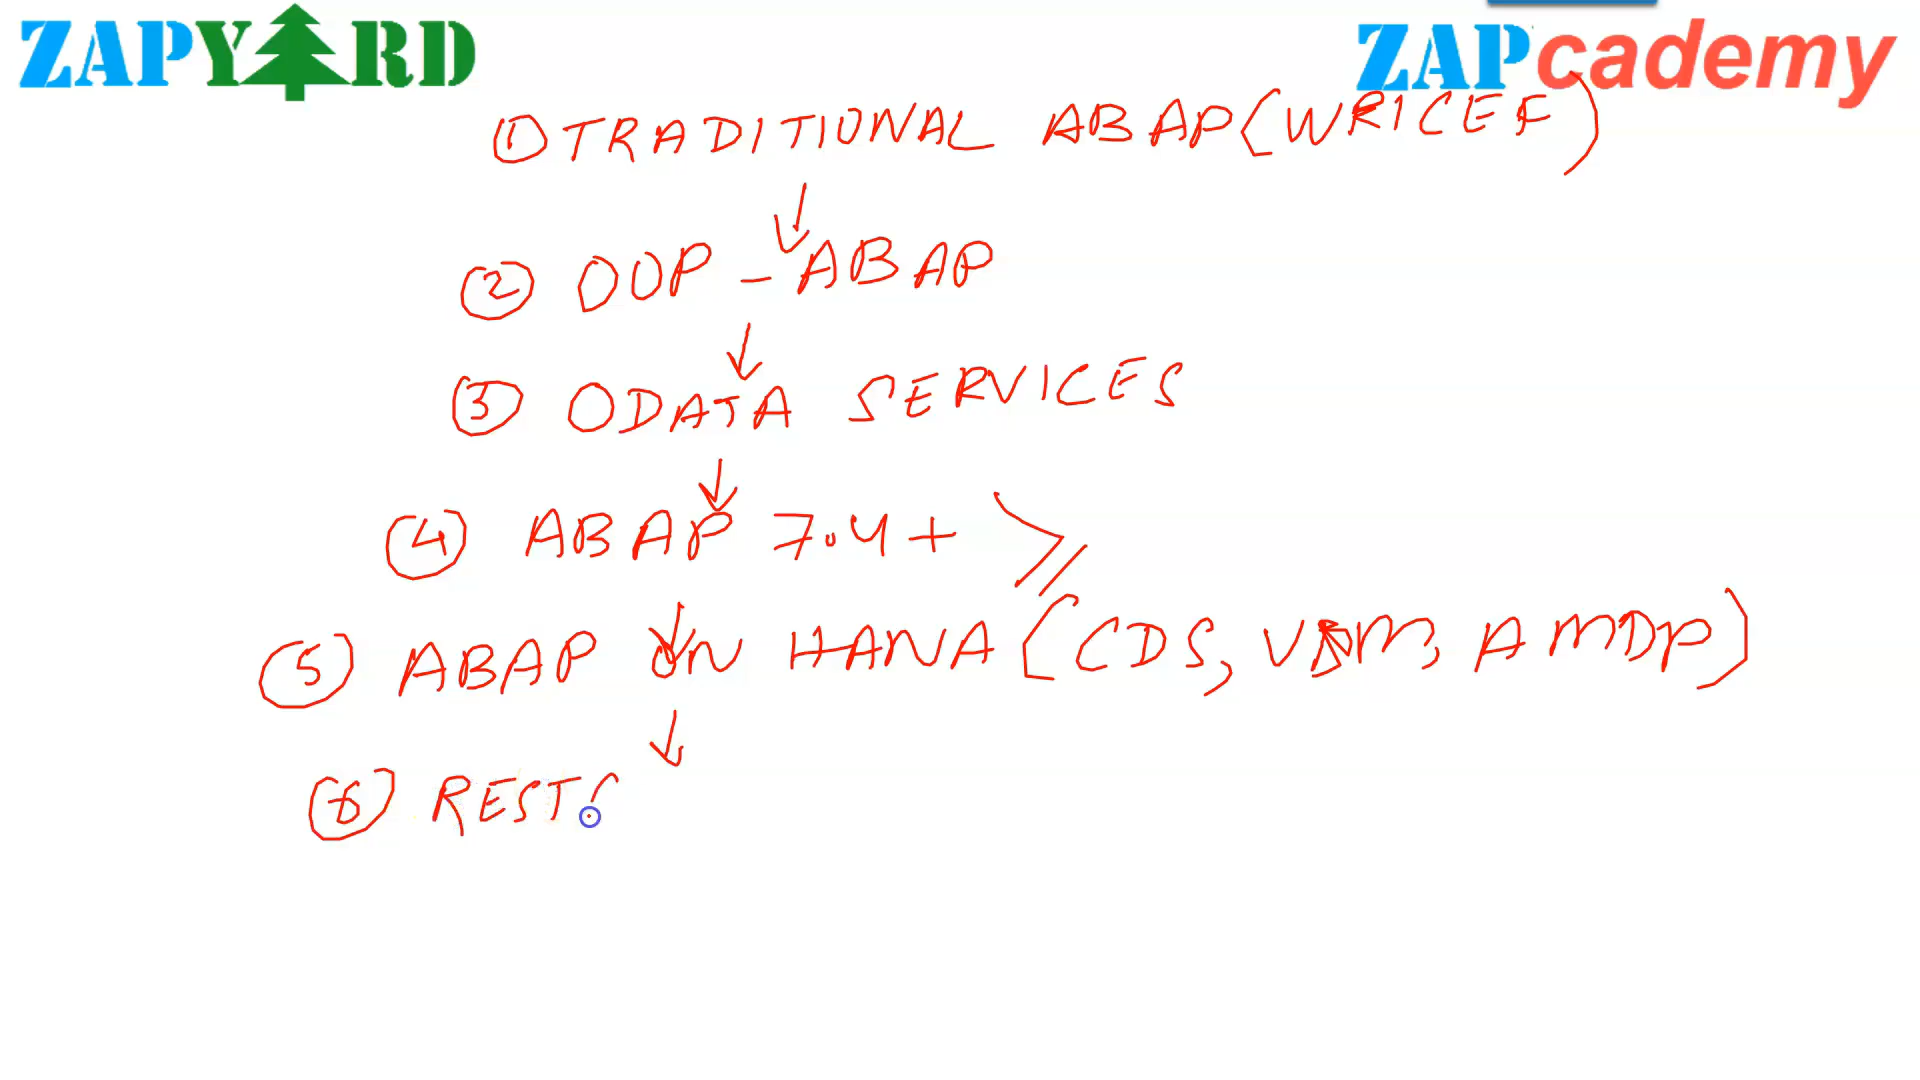 ZAPYARD
ZAPcademy
① TRADITIONAL ABAP (WRICEF)
② OOP - ABAP
③ ODATA SERVICES
④ ABAP 7.4+
⑤ ABAP ON HANA (CDS, VDM, AMDP)
⑥ REST